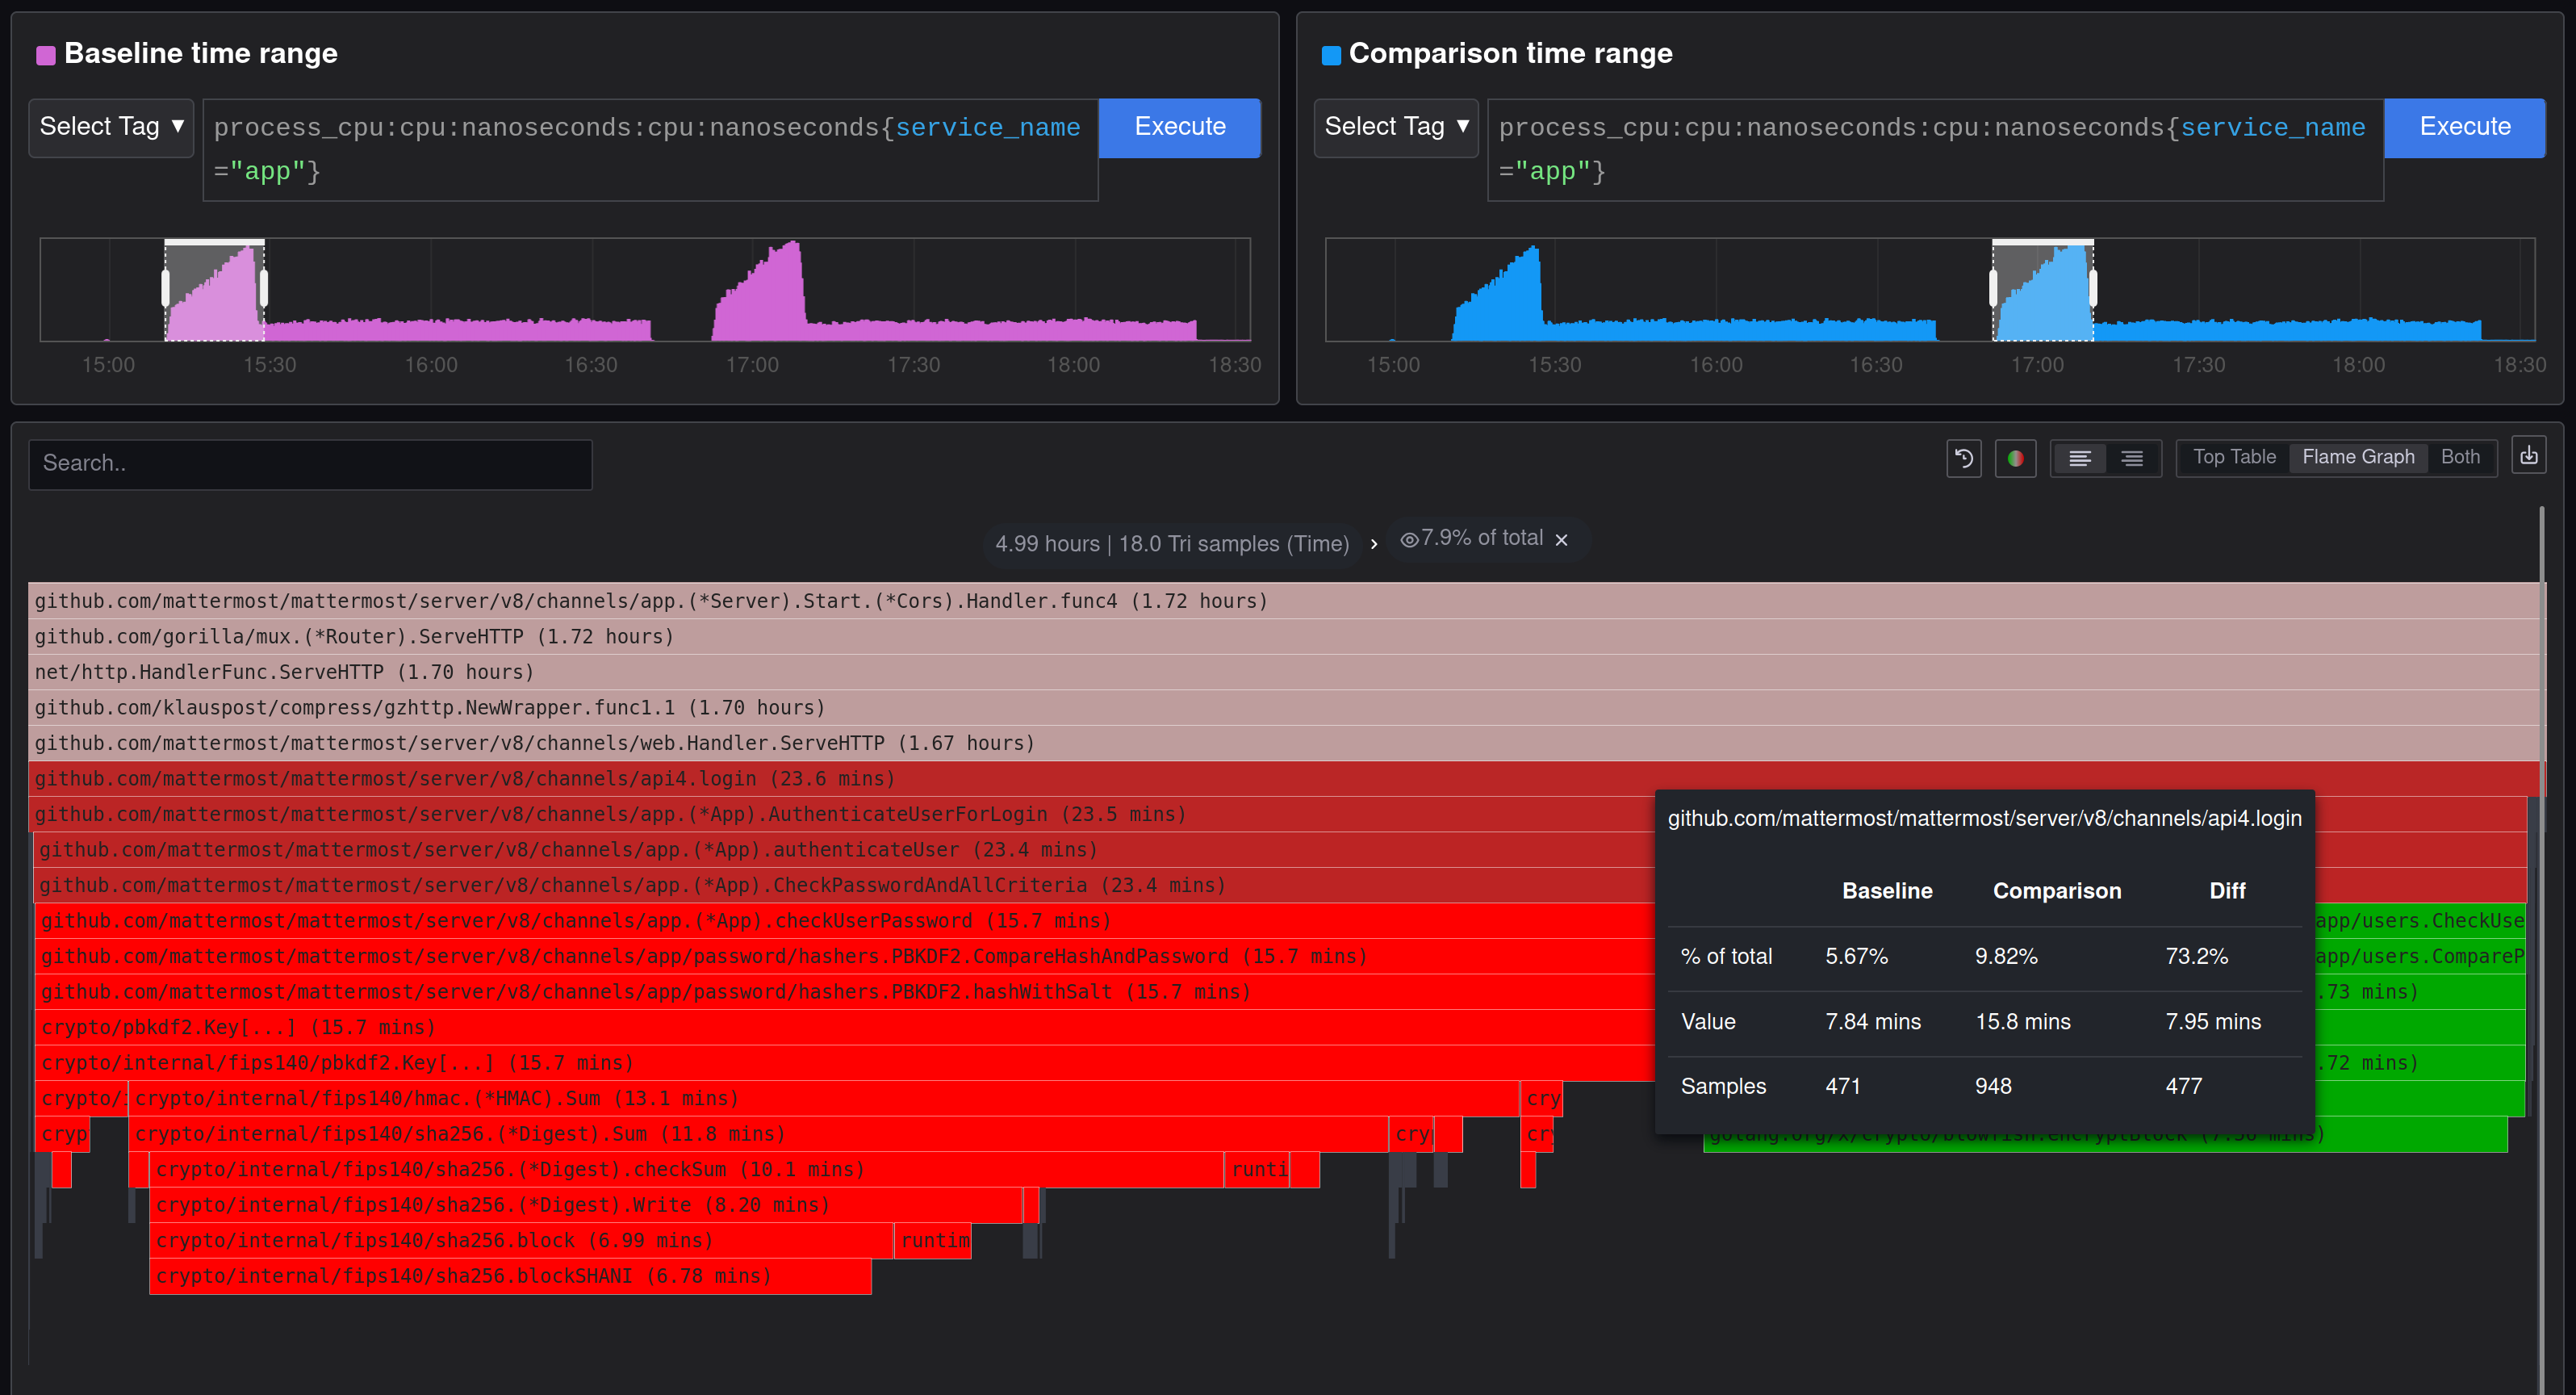 Baseline time range
Select Tag ▼
process_cpu:cpu:nanoseconds:cpu:nanoseconds{service_name
="app"}
Execute
15:00 15:30 16:00 16:30 17:00 17:30 18:00 18:30
Comparison time range
Select Tag ▼
process_cpu:cpu:nanoseconds:cpu:nanoseconds{service_name
="app"}
Execute
15:00 15:30 16:00 16:30 17:00 17:30 18:00 18:30
Search..
Top Table Flame Graph Both
4.99 hours | 18.0 Tri samples (Time) › 7.9% of total ×
github.com/mattermost/mattermost/server/v8/channels/app.(*Server).Start.(*Cors).Handler.func4 (1.72 hours)
github.com/gorilla/mux.(*Router).ServeHTTP (1.72 hours)
net/http.HandlerFunc.ServeHTTP (1.70 hours)
github.com/klauspost/compress/gzhttp.NewWrapper.func1.1 (1.70 hours)
github.com/mattermost/mattermost/server/v8/channels/web.Handler.ServeHTTP (1.67 hours)
github.com/mattermost/mattermost/server/v8/channels/api4.login (23.6 mins)
github.com/mattermost/mattermost/server/v8/channels/app.(*App).AuthenticateUserForLogin (23.5 mins)
github.com/mattermost/mattermost/server/v8/channels/app.(*App).authenticateUser (23.4 mins)
github.com/mattermost/mattermost/server/v8/channels/app.(*App).CheckPasswordAndAllCriteria (23.4 mins)
github.com/mattermost/mattermost/server/v8/channels/app.(*App).checkUserPassword (15.7 mins) app/users.CheckUse
github.com/mattermost/mattermost/server/v8/channels/app/password/hashers.PBKDF2.CompareHashAndPassword (15.7 mins) app/users.CompareP
github.com/mattermost/mattermost/server/v8/channels/app/password/hashers.PBKDF2.hashWithSalt (15.7 mins) .73 mins)
crypto/pbkdf2.Key[...] (15.7 mins)
crypto/internal/fips140/pbkdf2.Key[...] (15.7 mins) .72 mins)
crypto/i crypto/internal/fips140/hmac.(*HMAC).Sum (13.1 mins) cry
cryp crypto/internal/fips140/sha256.(*Digest).Sum (11.8 mins) cry cr golang.org/x/crypto/blowfish.encryptBlock (7.50 mins)
crypto/internal/fips140/sha256.(*Digest).checkSum (10.1 mins) runti
crypto/internal/fips140/sha256.(*Digest).Write (8.20 mins)
crypto/internal/fips140/sha256.block (6.99 mins) runtim
crypto/internal/fips140/sha256.blockSHANI (6.78 mins)
github.com/mattermost/mattermost/server/v8/channels/api4.login
Baseline Comparison Diff
% of total 5.67% 9.82% 73.2%
Value 7.84 mins 15.8 mins 7.95 mins
Samples 471 948 477